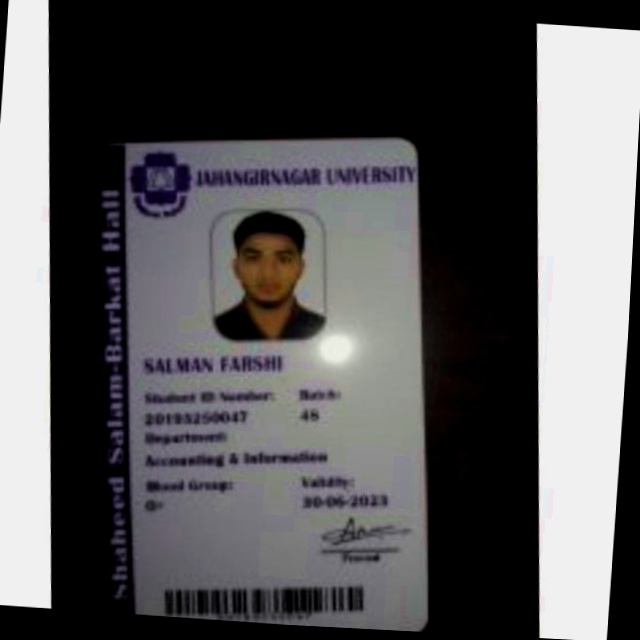 JAHANGIRNAGAR UNIVERSITY
Shaheed Salam-Barkat Hall
SALMAN FARSHI
Student ID Number: Batch:
20193250047 48
Department:
Accounting & Information
Blood Group: Validity:
O+ 30-06-2023
Provost